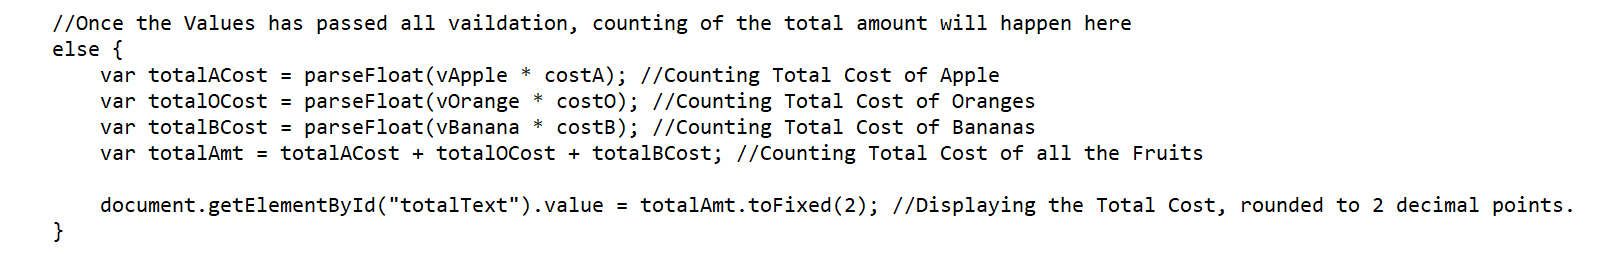 //Once the Values has passed all vaildation, counting of the total amount will happen here
else {
    var totalACost = parseFloat(vApple * costA); //Counting Total Cost of Apple
    var totalOCost = parseFloat(vOrange * costO); //Counting Total Cost of Oranges
    var totalBCost = parseFloat(vBanana * costB); //Counting Total Cost of Bananas
    var totalAmt = totalACost + totalOCost + totalBCost; //Counting Total Cost of all the Fruits

    document.getElementById("totalText").value = totalAmt.toFixed(2); //Displaying the Total Cost, rounded to 2 decimal points.
}